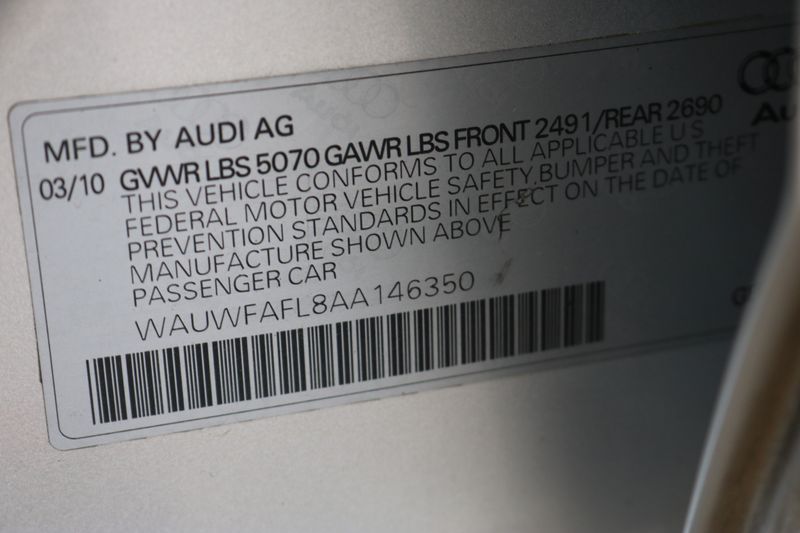 MFD. BY AUDI AG
03/10 GVWR LBS 5070 GAWR LBS FRONT 2491/REAR 2690
THIS VEHICLE CONFORMS TO ALL APPLICABLE U S
FEDERAL MOTOR VEHICLE SAFETY, BUMPER AND THEFT
PREVENTION STANDARDS IN EFFECT ON THE DATE OF
MANUFACTURE SHOWN ABOVE
PASSENGER CAR
WAUWFAFL8AA146350